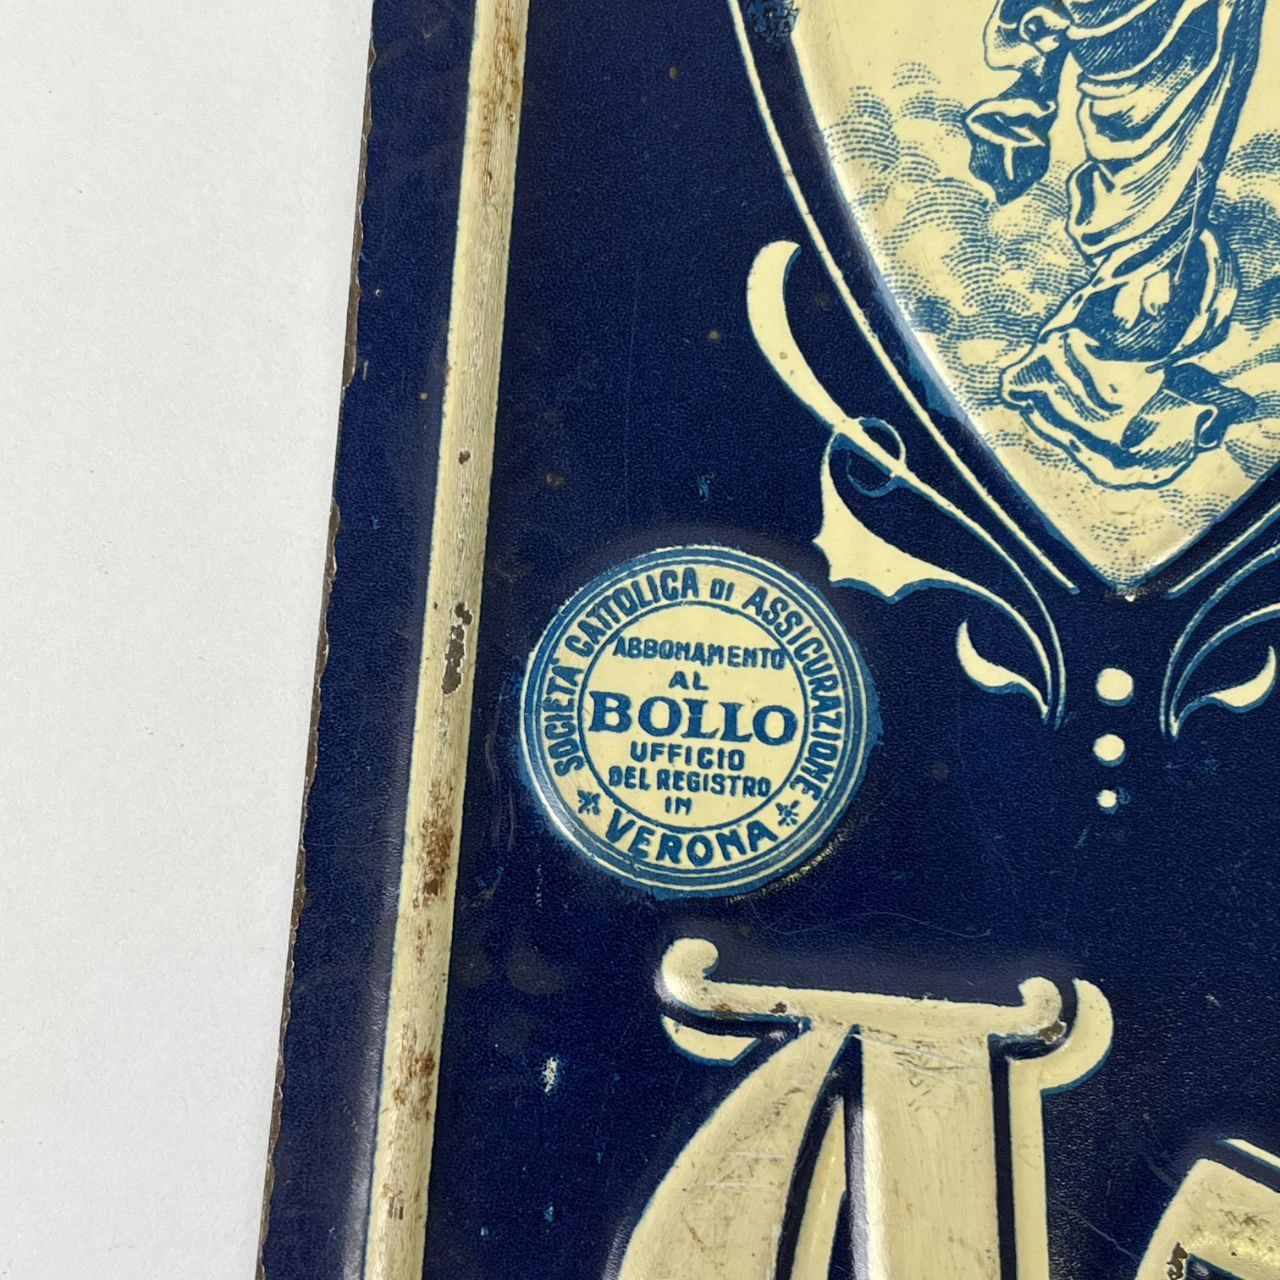 SOCIETÀ CATTOLICA DI ASSICURAZIONE
ABBONAMENTO
AL
BOLLO
UFFICIO
DEL REGISTRO
IN
VERONA